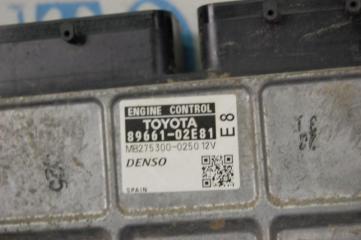 ENGINE CONTROL
TOYOTA
89661-02E81
E8
MB275300-0250 12V
DENSO
SPAIN